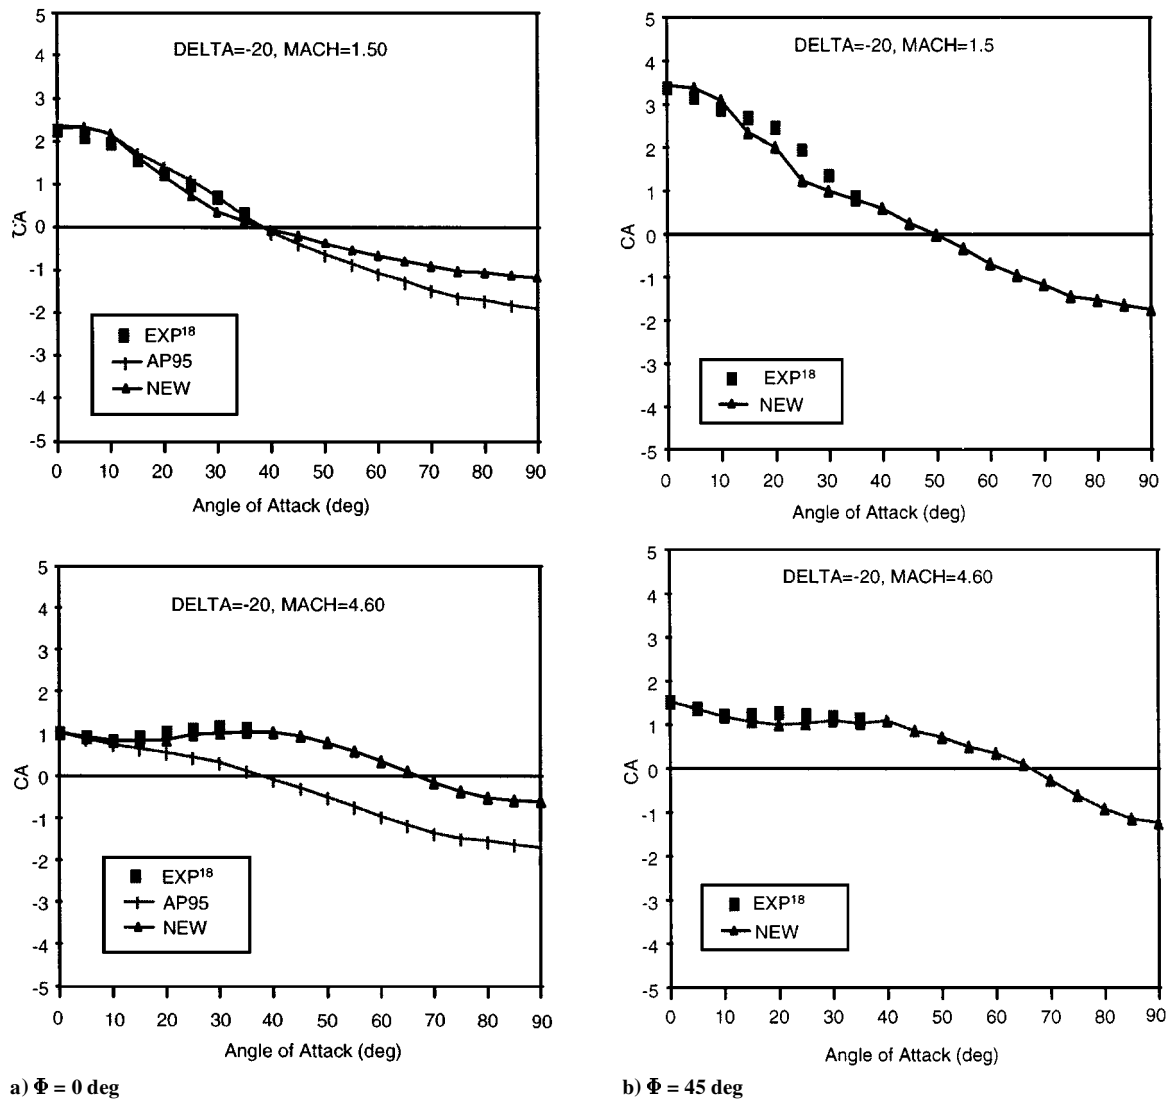 5
4
3
2
1
0
-1
-2
-3
-4
-5
CA
DELTA=-20, MACH=1.50
EXP18
AP95
NEW
0 10 20 30 40 50 60 70 80 90
Angle of Attack (deg)
5
4
3
2
1
0
-1
-2
-3
-4
-5
CA
DELTA=-20, MACH=1.5
EXP18
NEW
0 10 20 30 40 50 60 70 80 90
Angle of Attack (deg)
5
4
3
2
1
0
-1
-2
-3
-4
-5
CA
DELTA=-20, MACH=4.60
EXP18
AP95
NEW
0 10 20 30 40 50 60 70 80 90
Angle of Attack (deg)
5
4
3
2
1
0
-1
-2
-3
-4
-5
CA
DELTA=-20, MACH=4.60
EXP18
NEW
0 10 20 30 40 50 60 70 80 90
Angle of Attack (deg)
a) Φ = 0 deg
b) Φ = 45 deg